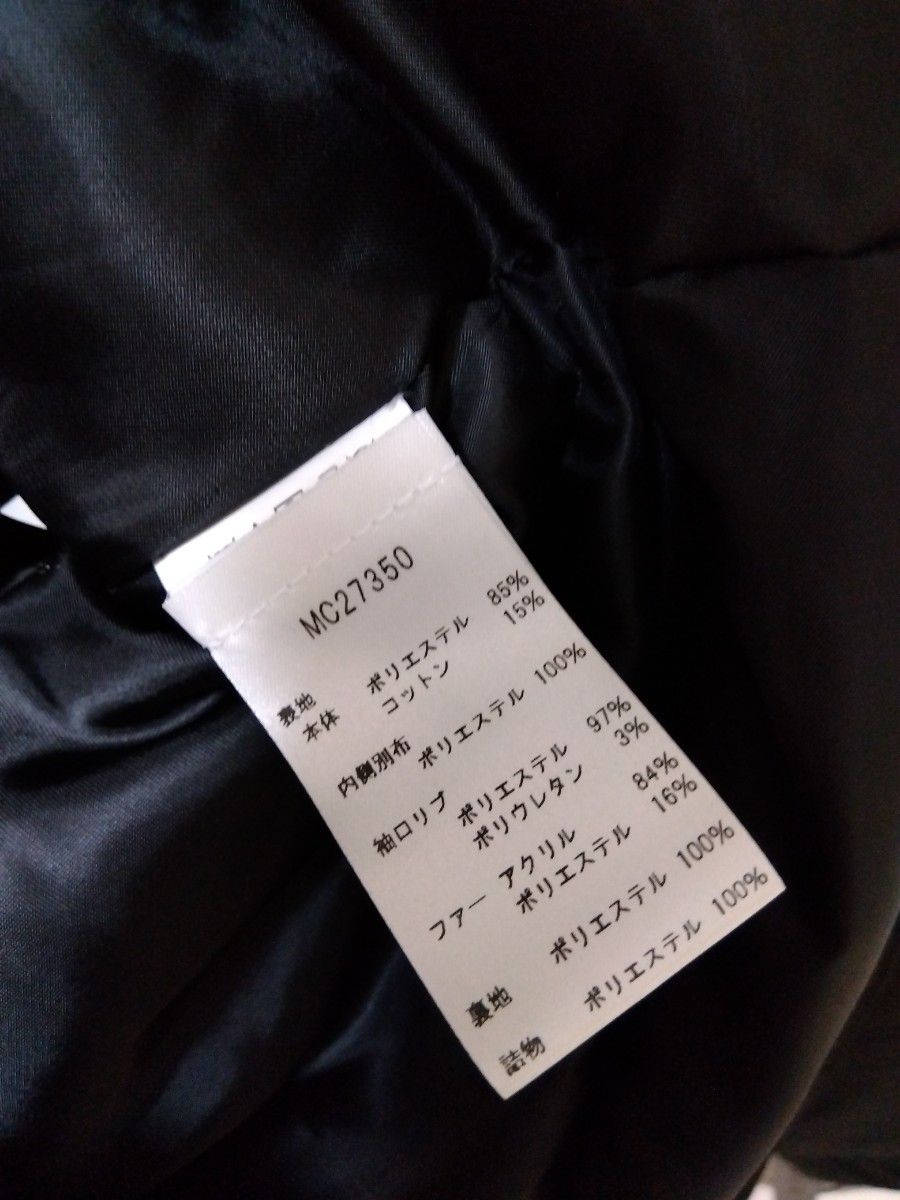 MC27350
表地 ポリエステル 85%
本体 コットン 15%
内側別布 ポリエステル 100%
袖口リブ ポリエステル 97%
ポリウレタン 3%
ファー アクリル 84%
ポリエステル 16%
裏地 ポリエステル 100%
詰物 ポリエステル 100%